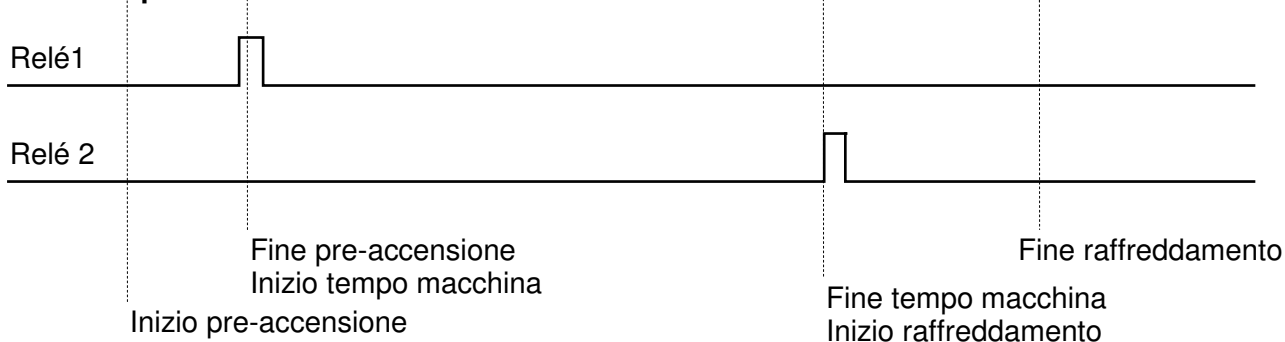 Relé1
Relé 2
Fine pre-accensione
Inizio tempo macchina
Fine raffreddamento
Fine tempo macchina
Inizio raffreddamento
Inizio pre-accensione